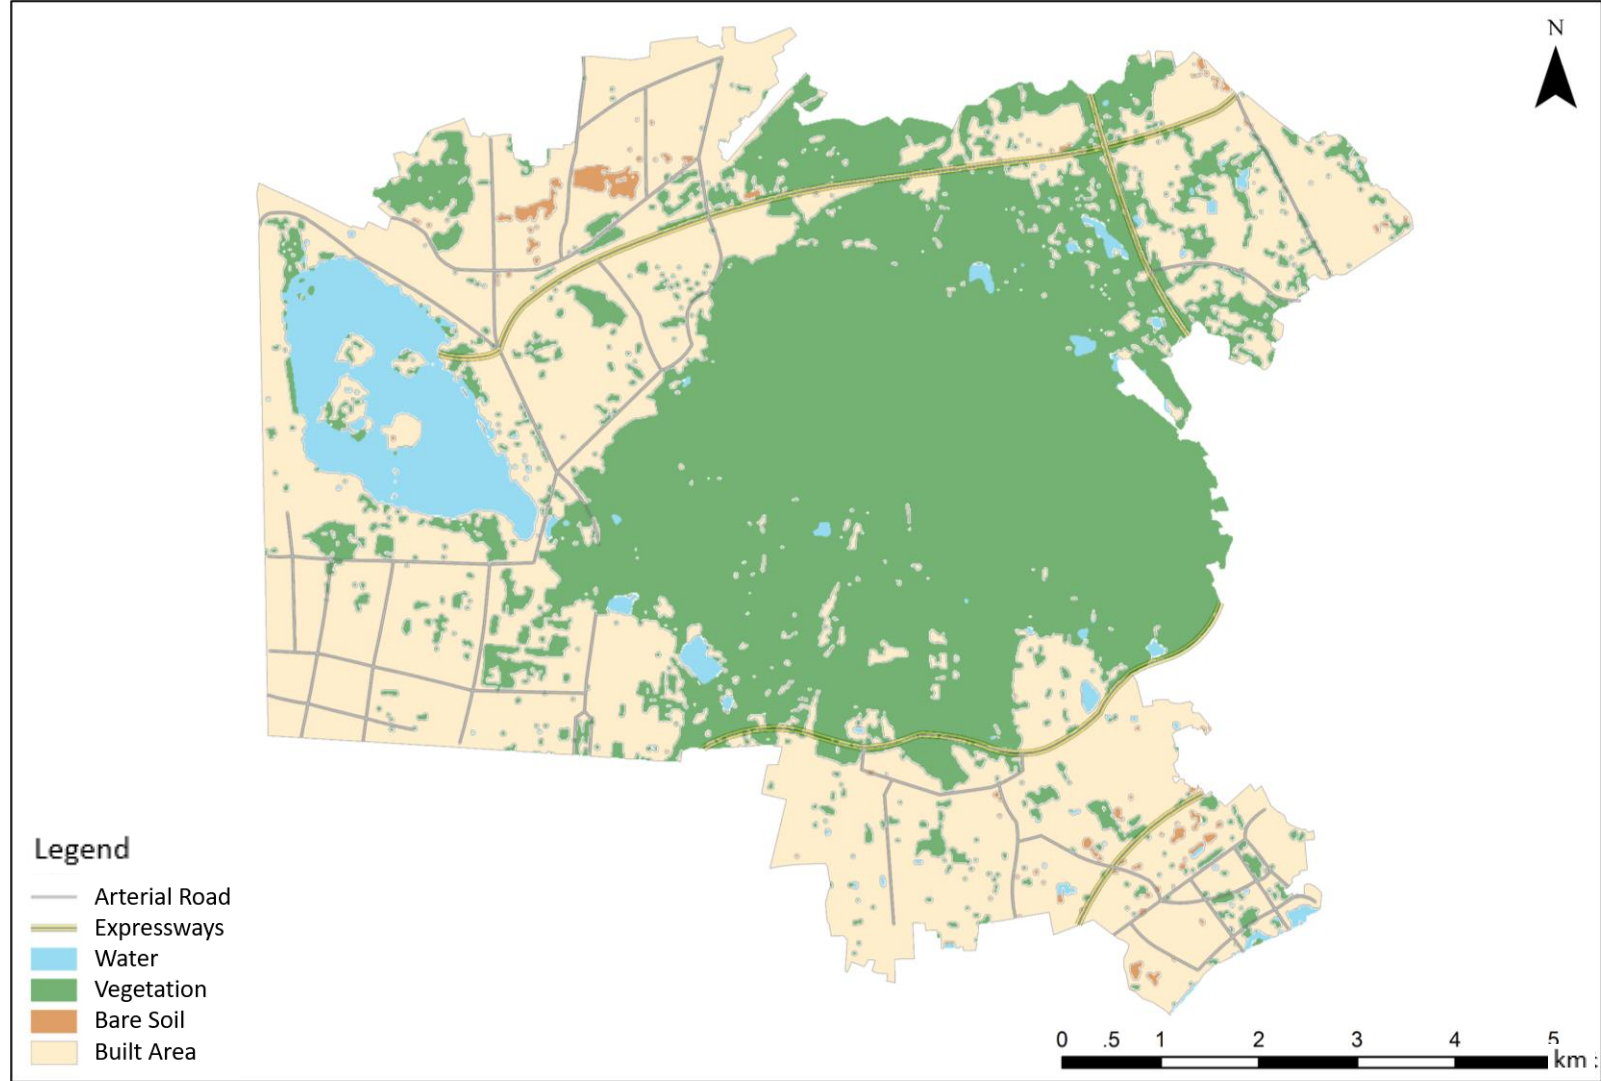 N
Legend
Arterial Road
Expressways
Water
Vegetation
Bare Soil
Built Area
0 .5 1 2 3 4 5
km :